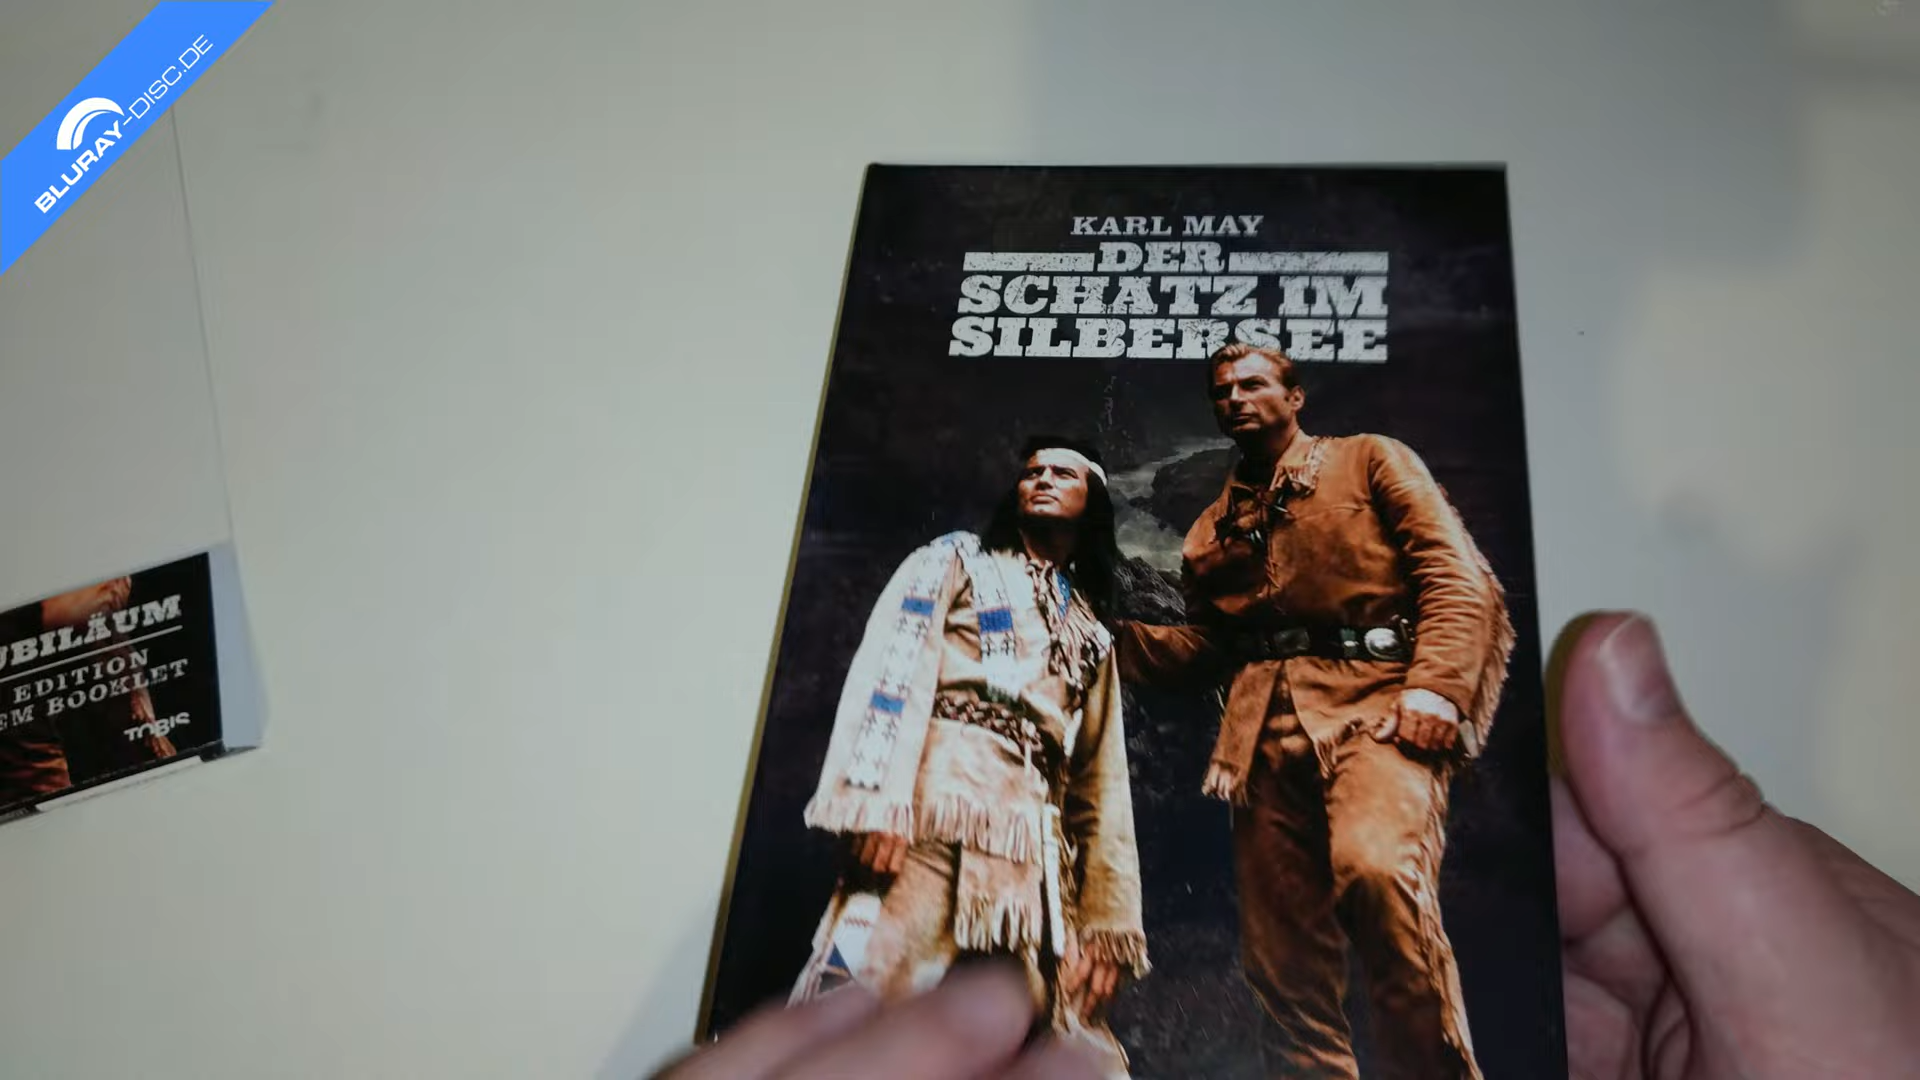 BLURAY-DISC.DE
KARL MAY
DER
SCHATZ IM
SILBERSEE
UBILÄUM
EDITION
EM BOOKLET
TOBIS